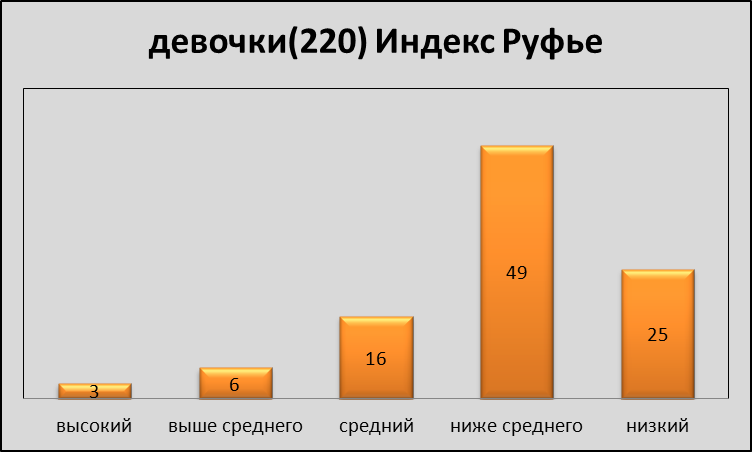 девочки(220) Индекс Руфье
3
6
16
49
25
высокий
выше среднего
средний
ниже среднего
низкий